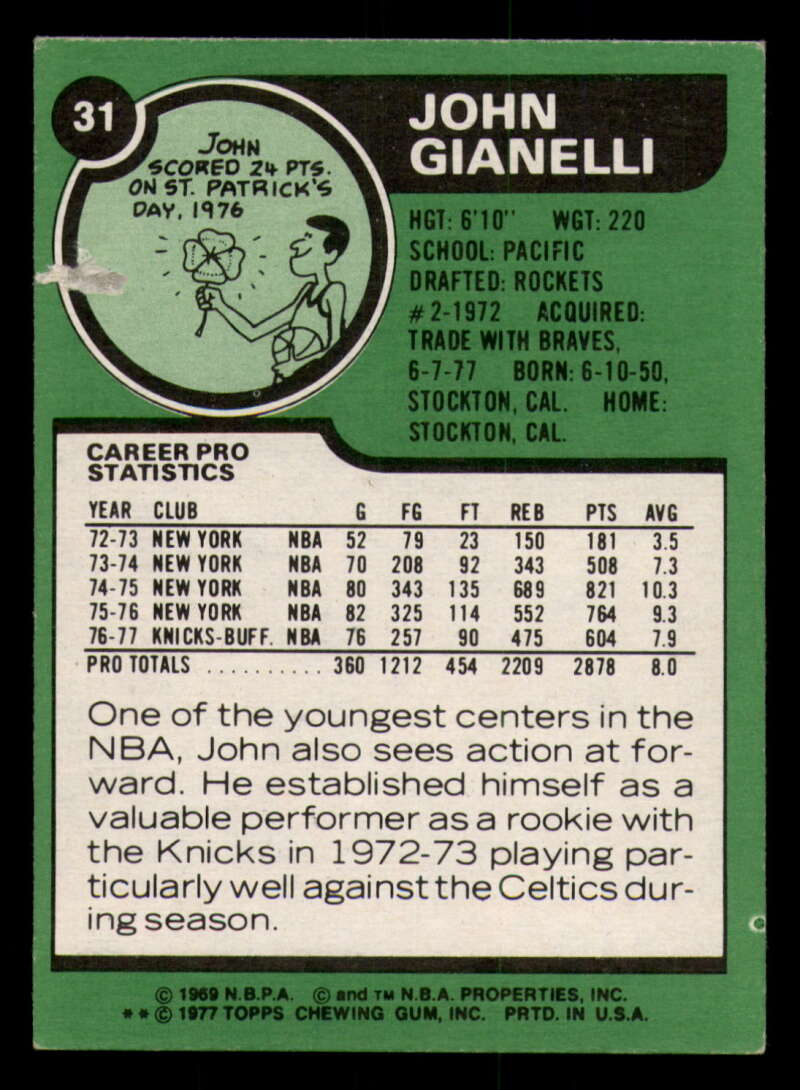 31
JOHN
SCORED 24 PTS.
ON ST. PATRICK'S
DAY, 1976
JOHN
GIANELLI
HGT: 6'10" WGT: 220
SCHOOL: PACIFIC
DRAFTED: ROCKETS
#2-1972 ACQUIRED:
TRADE WITH BRAVES,
6-7-77 BORN: 6-10-50,
STOCKTON, CAL. HOME:
STOCKTON, CAL.
CAREER PRO
STATISTICS
YEAR CLUB G FG FT REB PTS AVG
72-73 NEW YORK NBA 52 79 23 150 181 3.5
73-74 NEW YORK NBA 70 208 92 343 508 7.3
74-75 NEW YORK NBA 80 343 135 689 821 10.3
75-76 NEW YORK NBA 82 325 114 552 764 9.3
76-77 KNICKS-BUFF. NBA 76 257 90 475 604 7.9
PRO TOTALS .......... 360 1212 454 2209 2878 8.0
One of the youngest centers in the
NBA, John also sees action at for-
ward. He established himself as a
valuable performer as a rookie with
the Knicks in 1972-73 playing par-
ticularly well against the Celtics dur-
ing season.
© 1969 N.B.P.A. © and TM N.B.A. PROPERTIES, INC.
**© 1977 TOPPS CHEWING GUM, INC. PRTD. IN U.S.A.